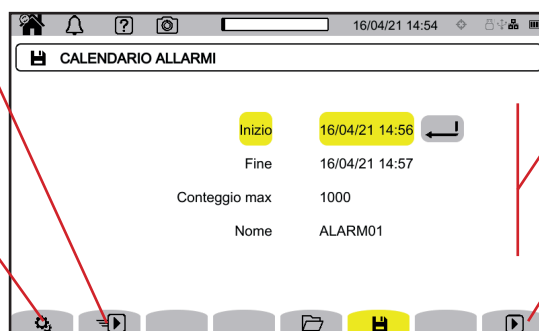 ? 16/04/21 14:54
CALENDARIO ALLARMI
Inizio 16/04/21 14:56
Fine 16/04/21 14:57
Conteggio max 1000
Nome ALARM01